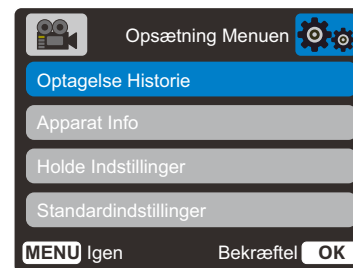 Opsætning Menuen
Optagelse Historie
Apparat Info
Holde Indstillinger
Standardindstillinger
MENU Igen Bekræftel OK